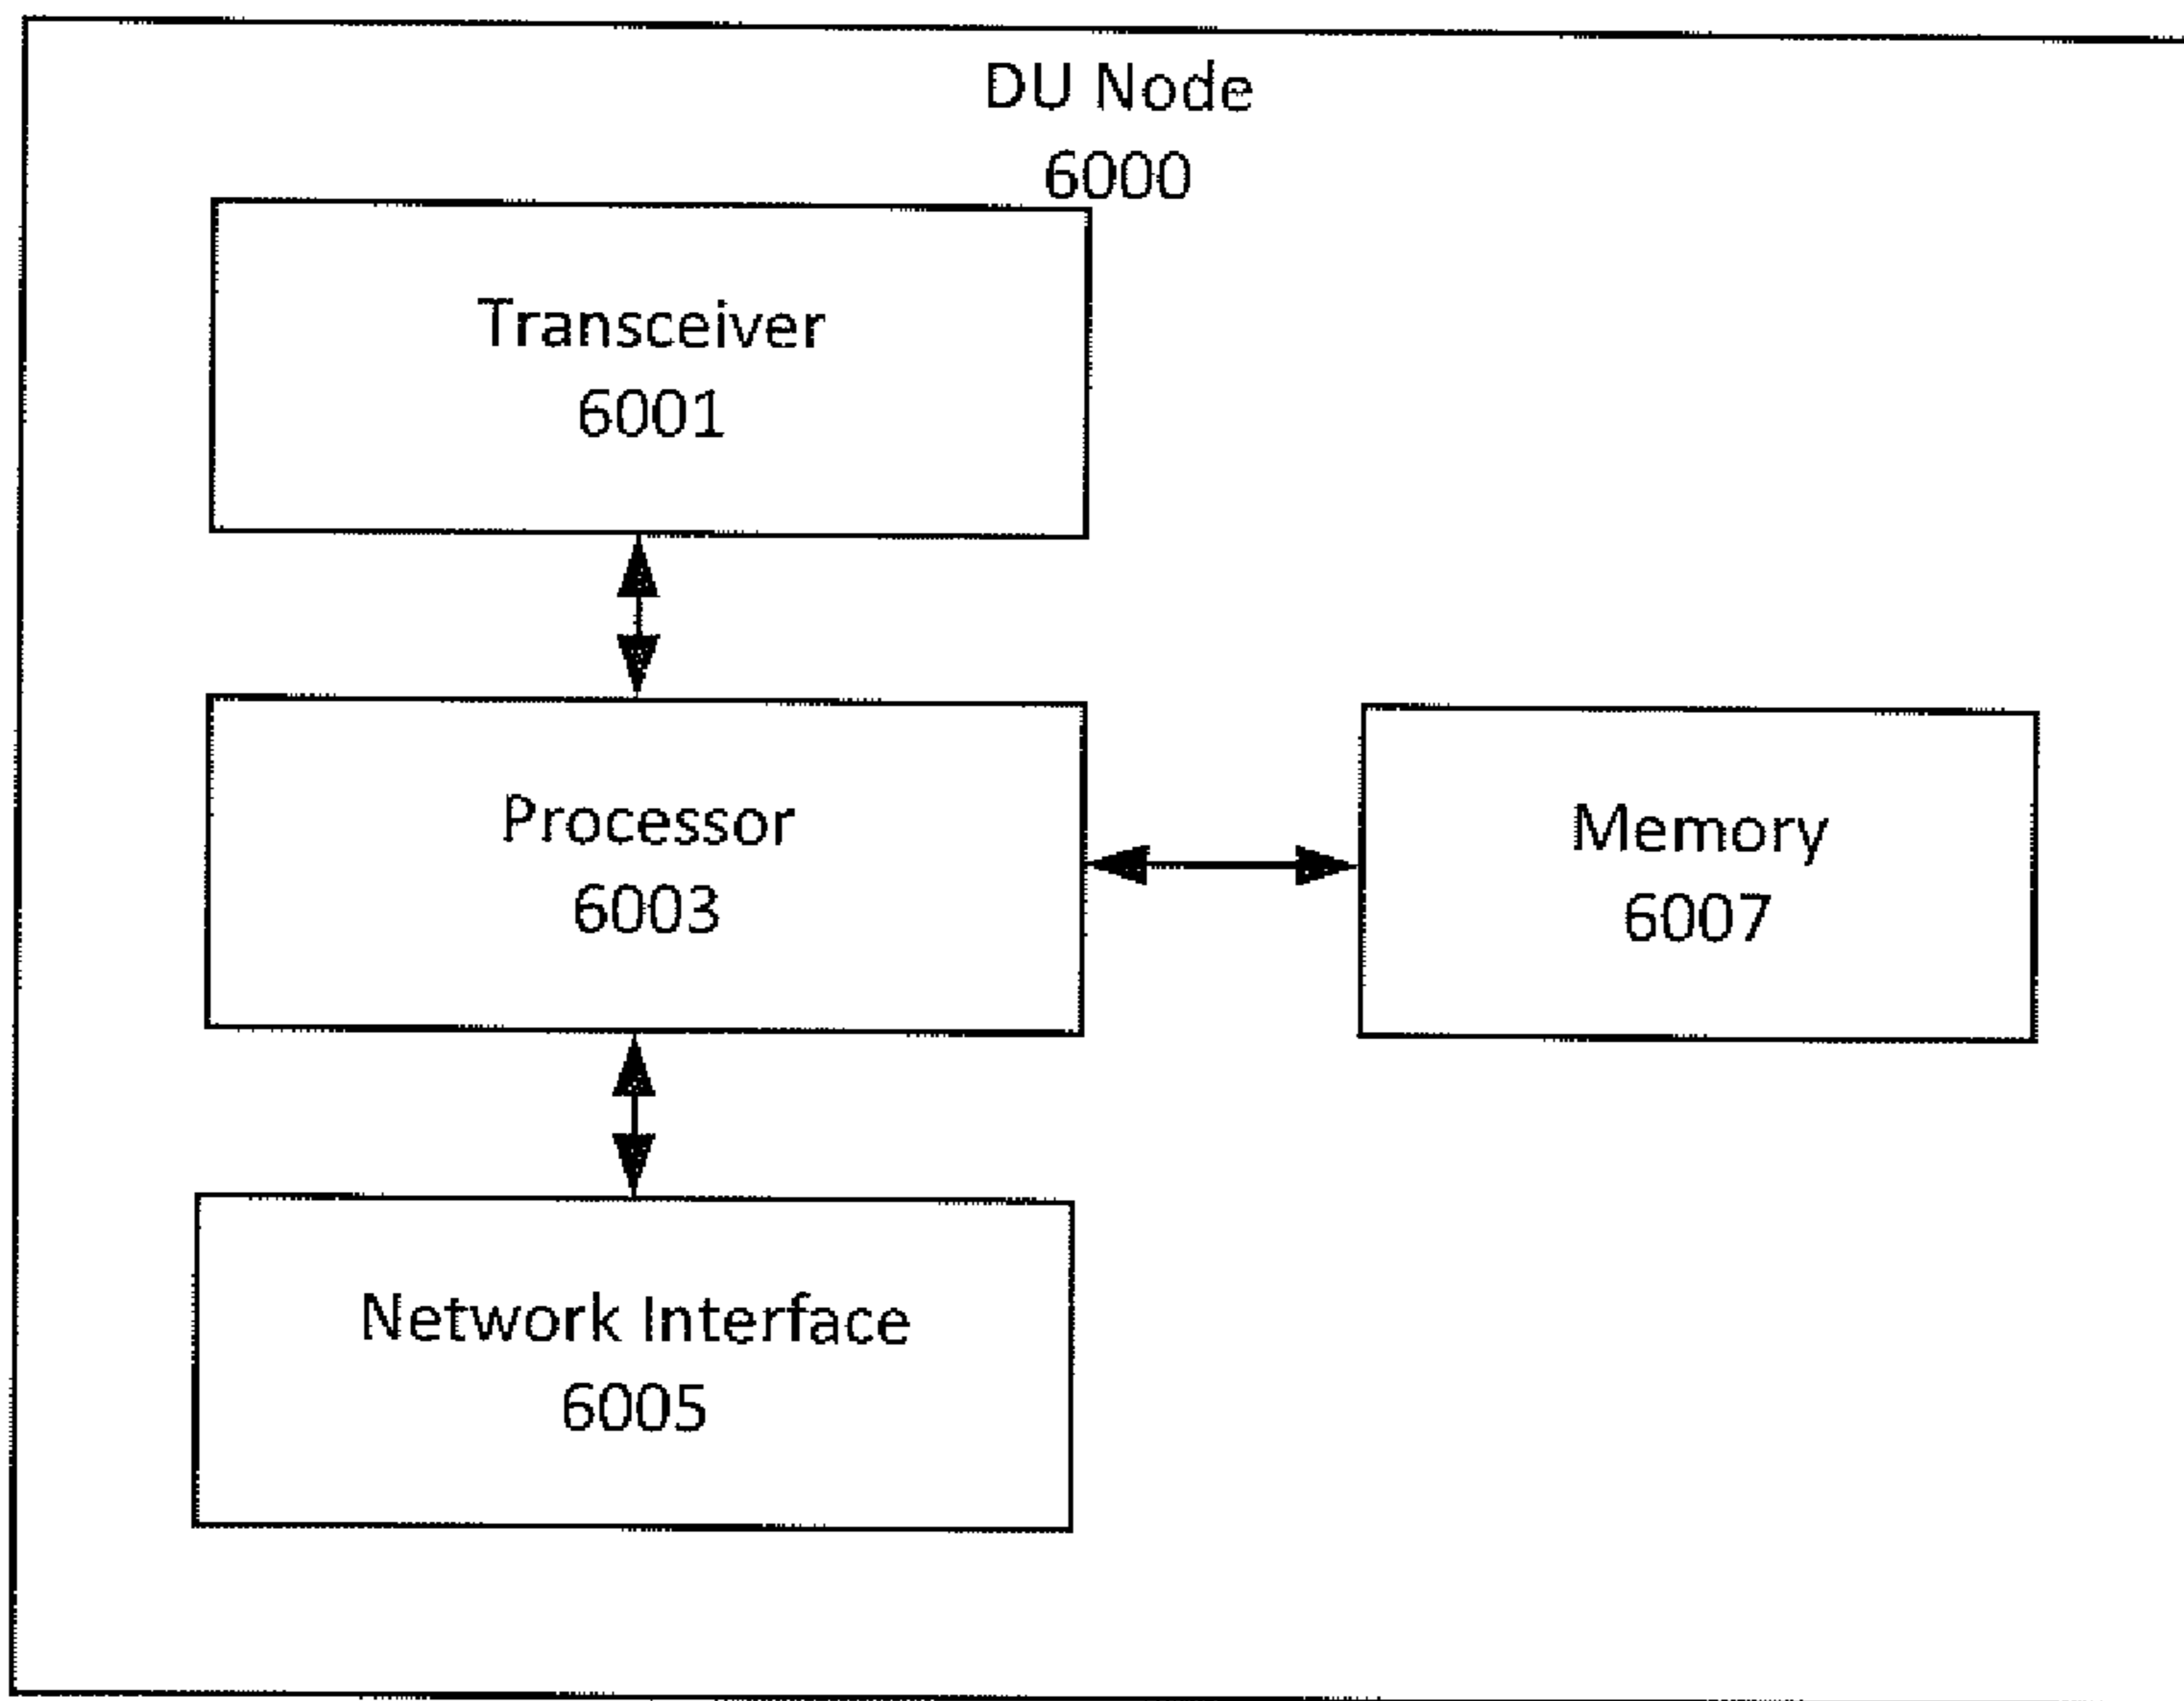 DU Node
6000
Transceiver
6001
Processor
6003
Memory
6007
Network Interface
6005